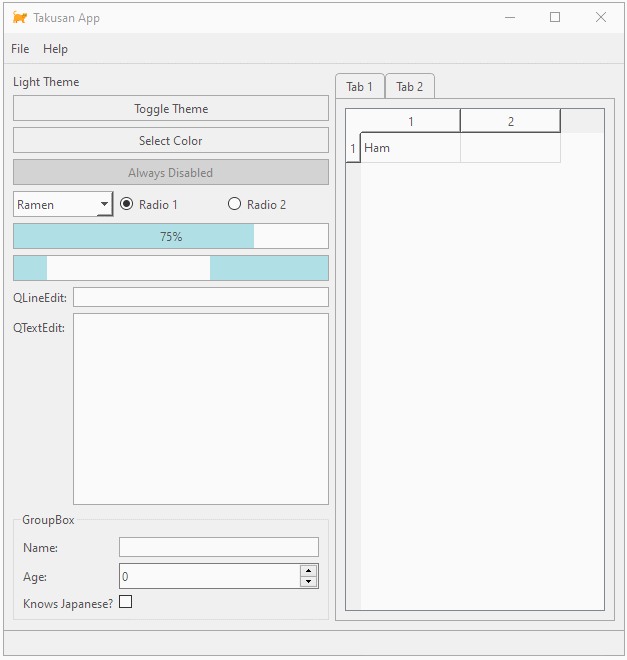 Takusan App
File Help
Light Theme
Toggle Theme
Select Color
Always Disabled
Ramen Radio 1 Radio 2
75%
QLineEdit:
QTextEdit:
GroupBox
Name:
Age: 0
Knows Japanese?
Tab 1 Tab 2
1 2
1 Ham